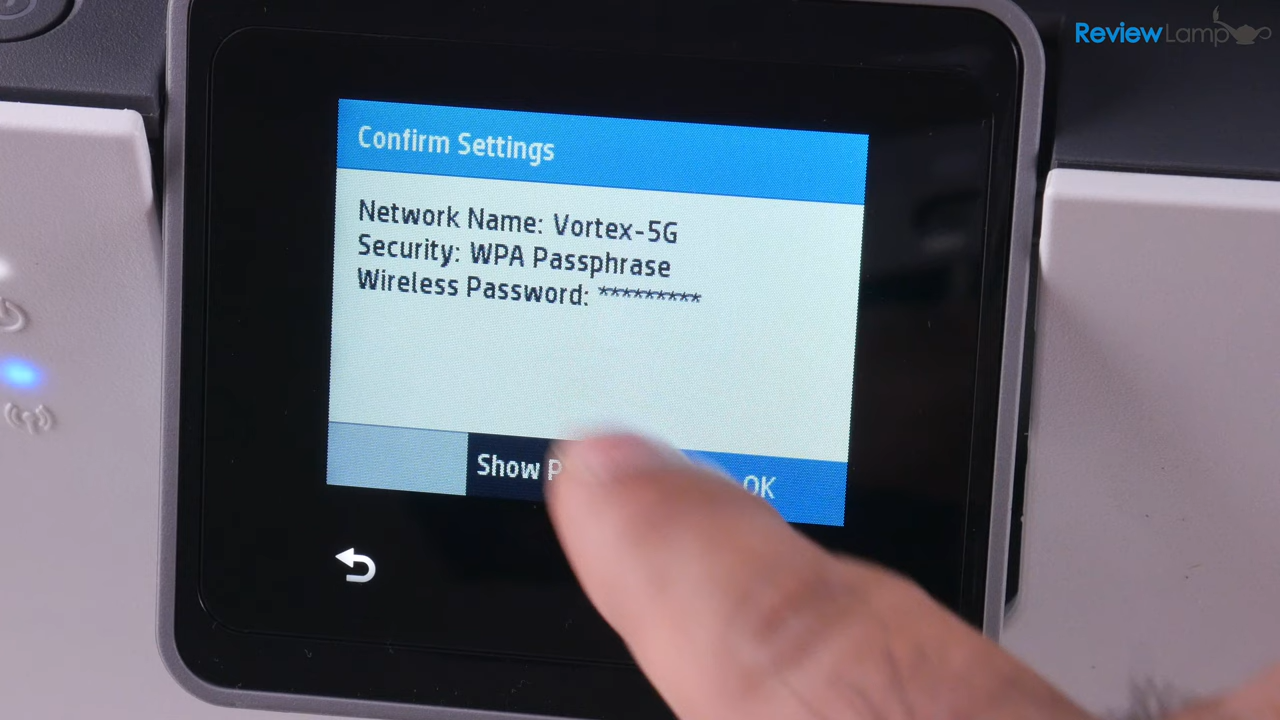 ReviewLamp
Confirm Settings
Network Name: Vortex-5G
Security: WPA Passphrase
Wireless Password: *********
Show
OK